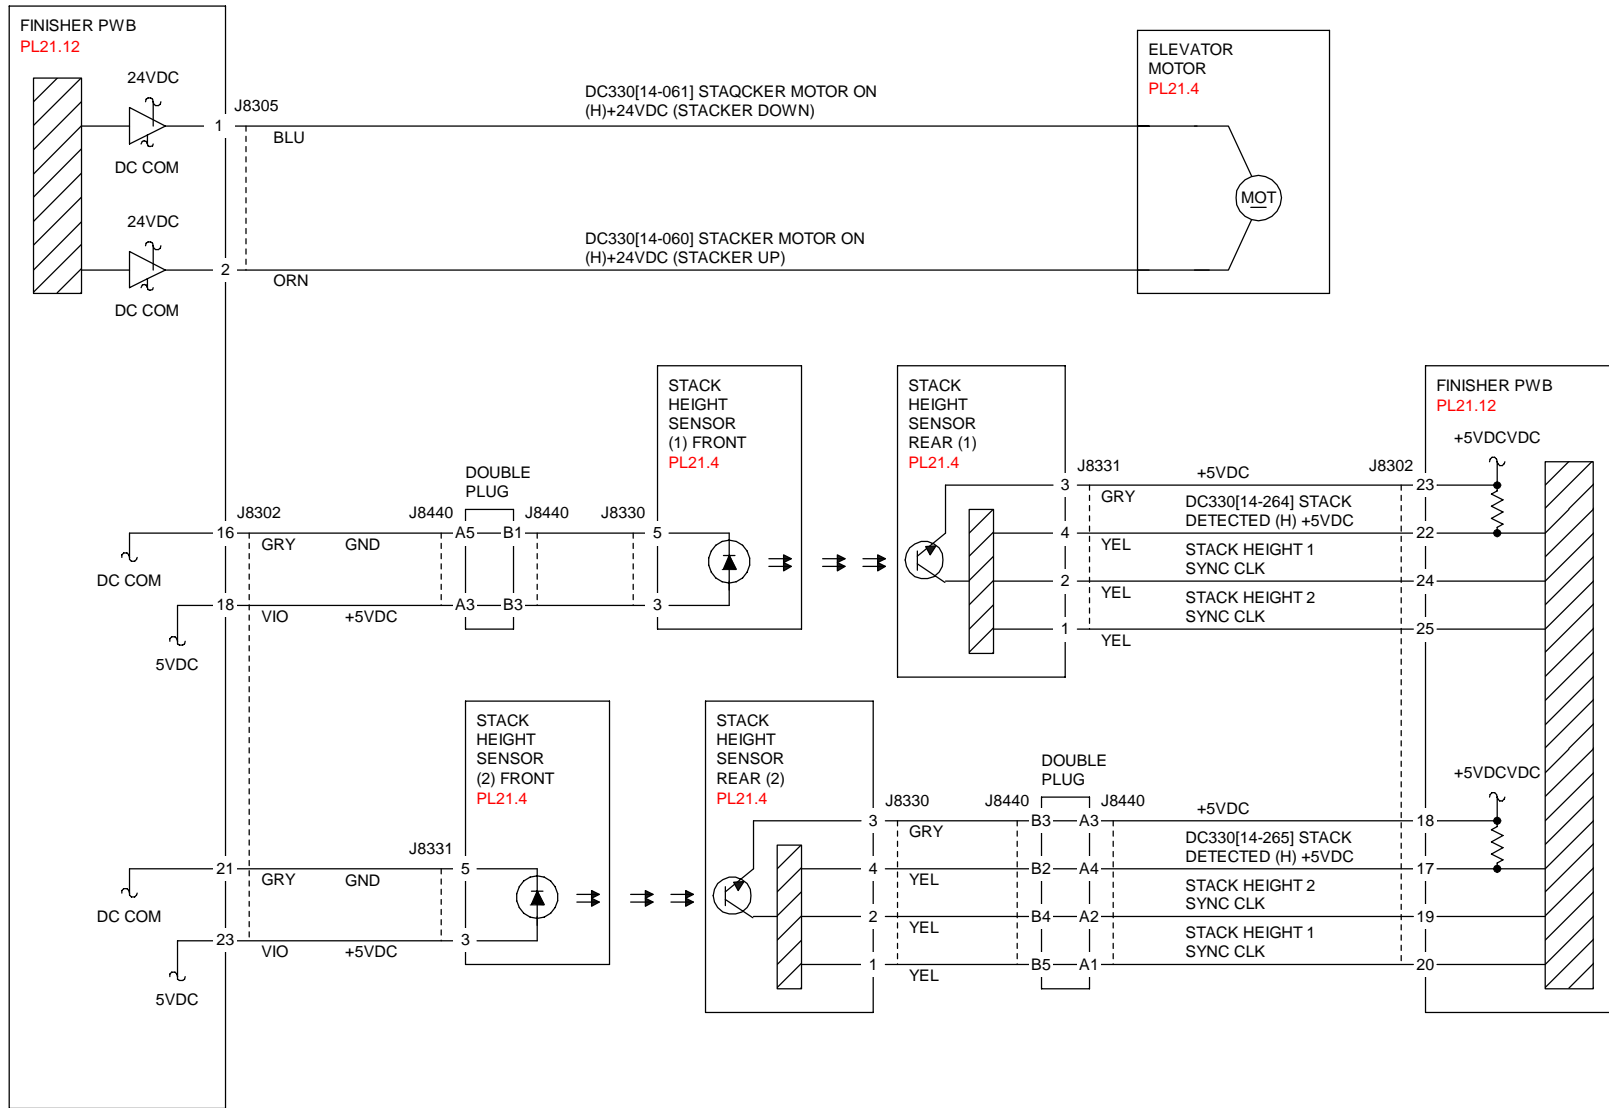 FINISHER PWB
PL21.12
24VDC
J8305
1
BLU
DC COM
DC330[14-061] STAQCKER MOTOR ON
(H)+24VDC (STACKER DOWN)
ELEVATOR
MOTOR
PL21.4
MOT
24VDC
2
ORN
DC COM
DC330[14-060] STACKER MOTOR ON
(H)+24VDC (STACKER UP)
STACK
HEIGHT
SENSOR
(1) FRONT
PL21.4
STACK
HEIGHT
SENSOR
REAR (1)
PL21.4
FINISHER PWB
PL21.12
+5VDCVDC
DOUBLE
PLUG
J8302
J8440
J8440
J8330
16
GRY
GND
A5
B1
5
DC COM
18
VIO
+5VDC
A3
B3
3
5VDC
J8331
+5VDC
J8302
3
GRY
23
DC330[14-264] STACK
DETECTED (H) +5VDC
4
YEL
22
STACK HEIGHT 1
SYNC CLK
2
YEL
24
STACK HEIGHT 2
SYNC CLK
1
YEL
25
STACK
HEIGHT
SENSOR
(2) FRONT
PL21.4
STACK
HEIGHT
SENSOR
REAR (2)
PL21.4
DOUBLE
PLUG
+5VDCVDC
J8331
21
GRY
GND
5
DC COM
23
VIO
+5VDC
3
5VDC
J8330
J8440
J8440
+5VDC
3
GRY
B3
A3
18
DC330[14-265] STACK
DETECTED (H) +5VDC
4
YEL
B2
A4
17
STACK HEIGHT 2
SYNC CLK
2
YEL
B4
A2
19
STACK HEIGHT 1
SYNC CLK
1
YEL
B5
A1
20